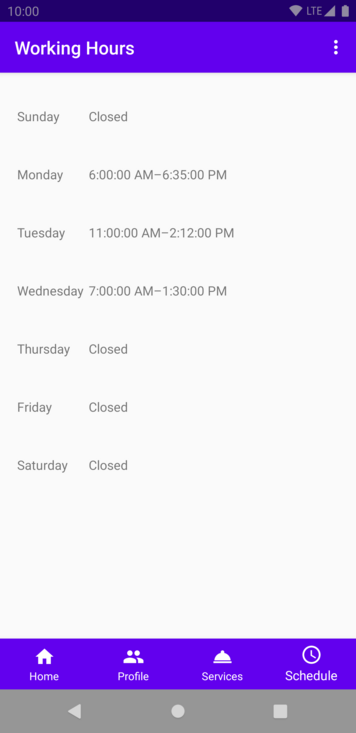 10:00 LTE
Working Hours
Sunday Closed
Monday 6:00:00 AM–6:35:00 PM
Tuesday 11:00:00 AM–2:12:00 PM
Wednesday 7:00:00 AM–1:30:00 PM
Thursday Closed
Friday Closed
Saturday Closed
Home Profile Services Schedule